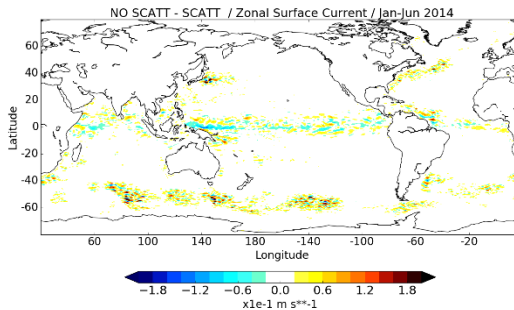 NO SCATT - SCATT / Zonal Surface Current / Jan-Jun 2014
60
40
20
0
-20
-40
-60
Latitude
60 100 140 180 -140 -100 -60 -20
Longitude
-1.8 -1.2 -0.6 0.0 0.6 1.2 1.8
x1e-1 m s**-1